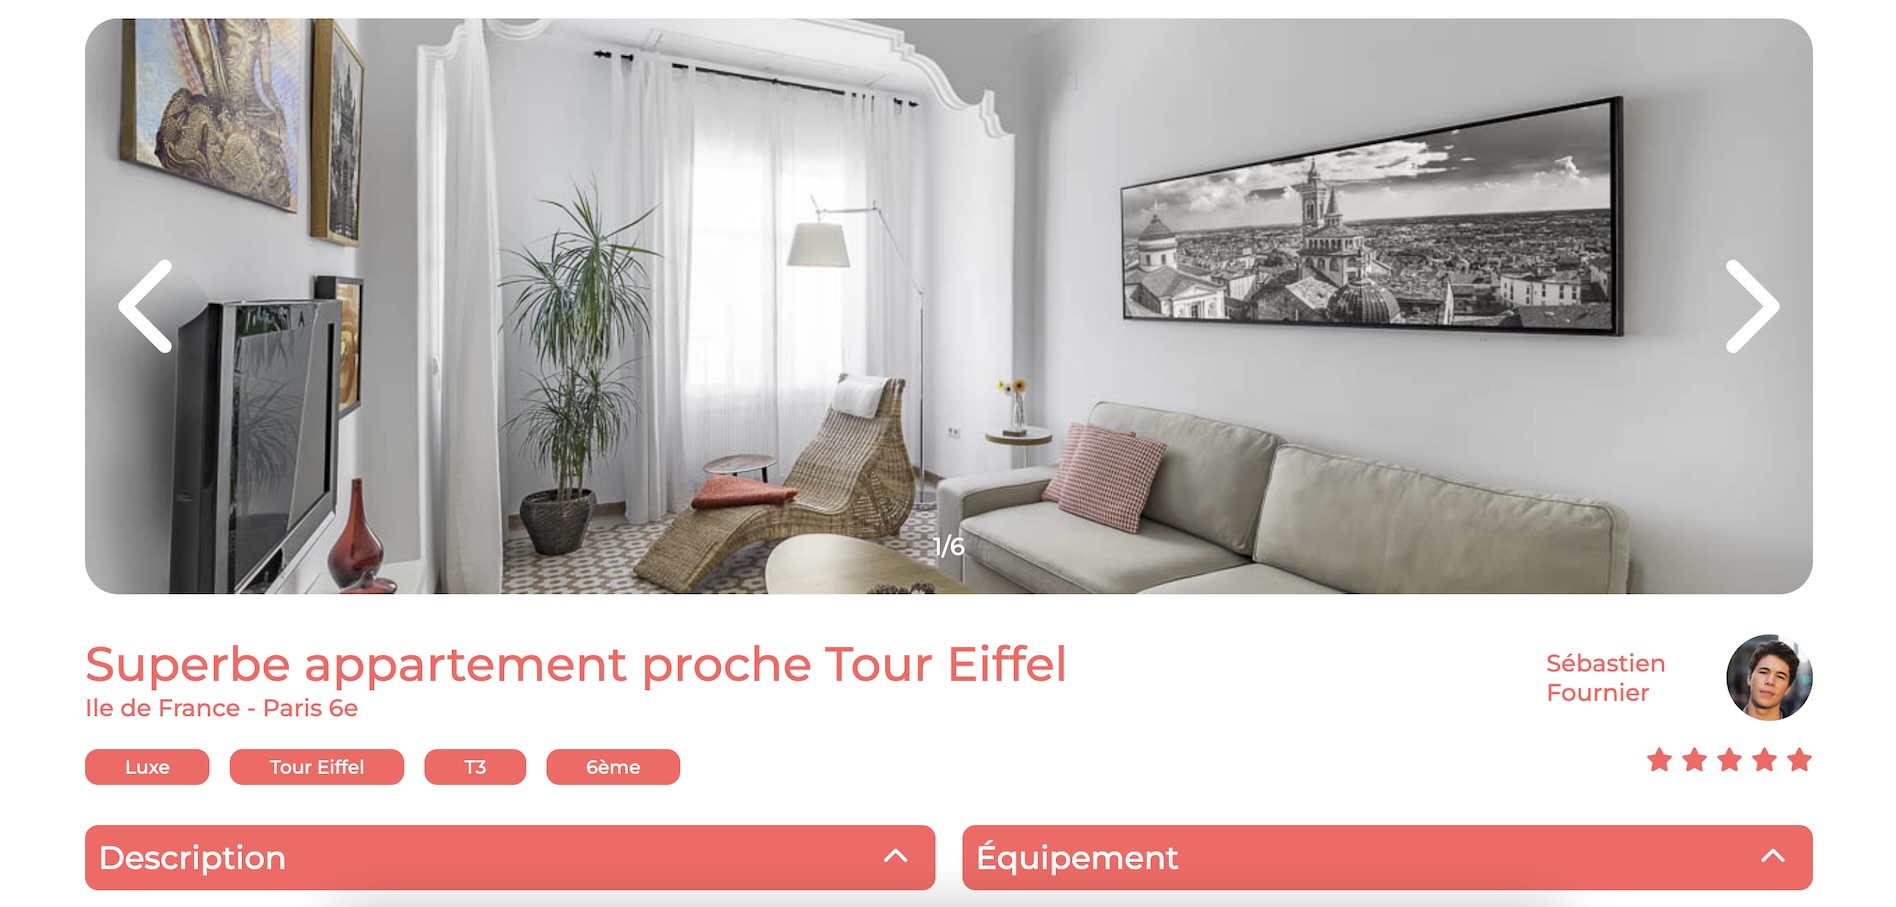 1/6
Superbe appartement proche Tour Eiffel
Ile de France - Paris 6e
Sébastien
Fournier
Luxe
Tour Eiffel
T3
6ème
Description
Équipement